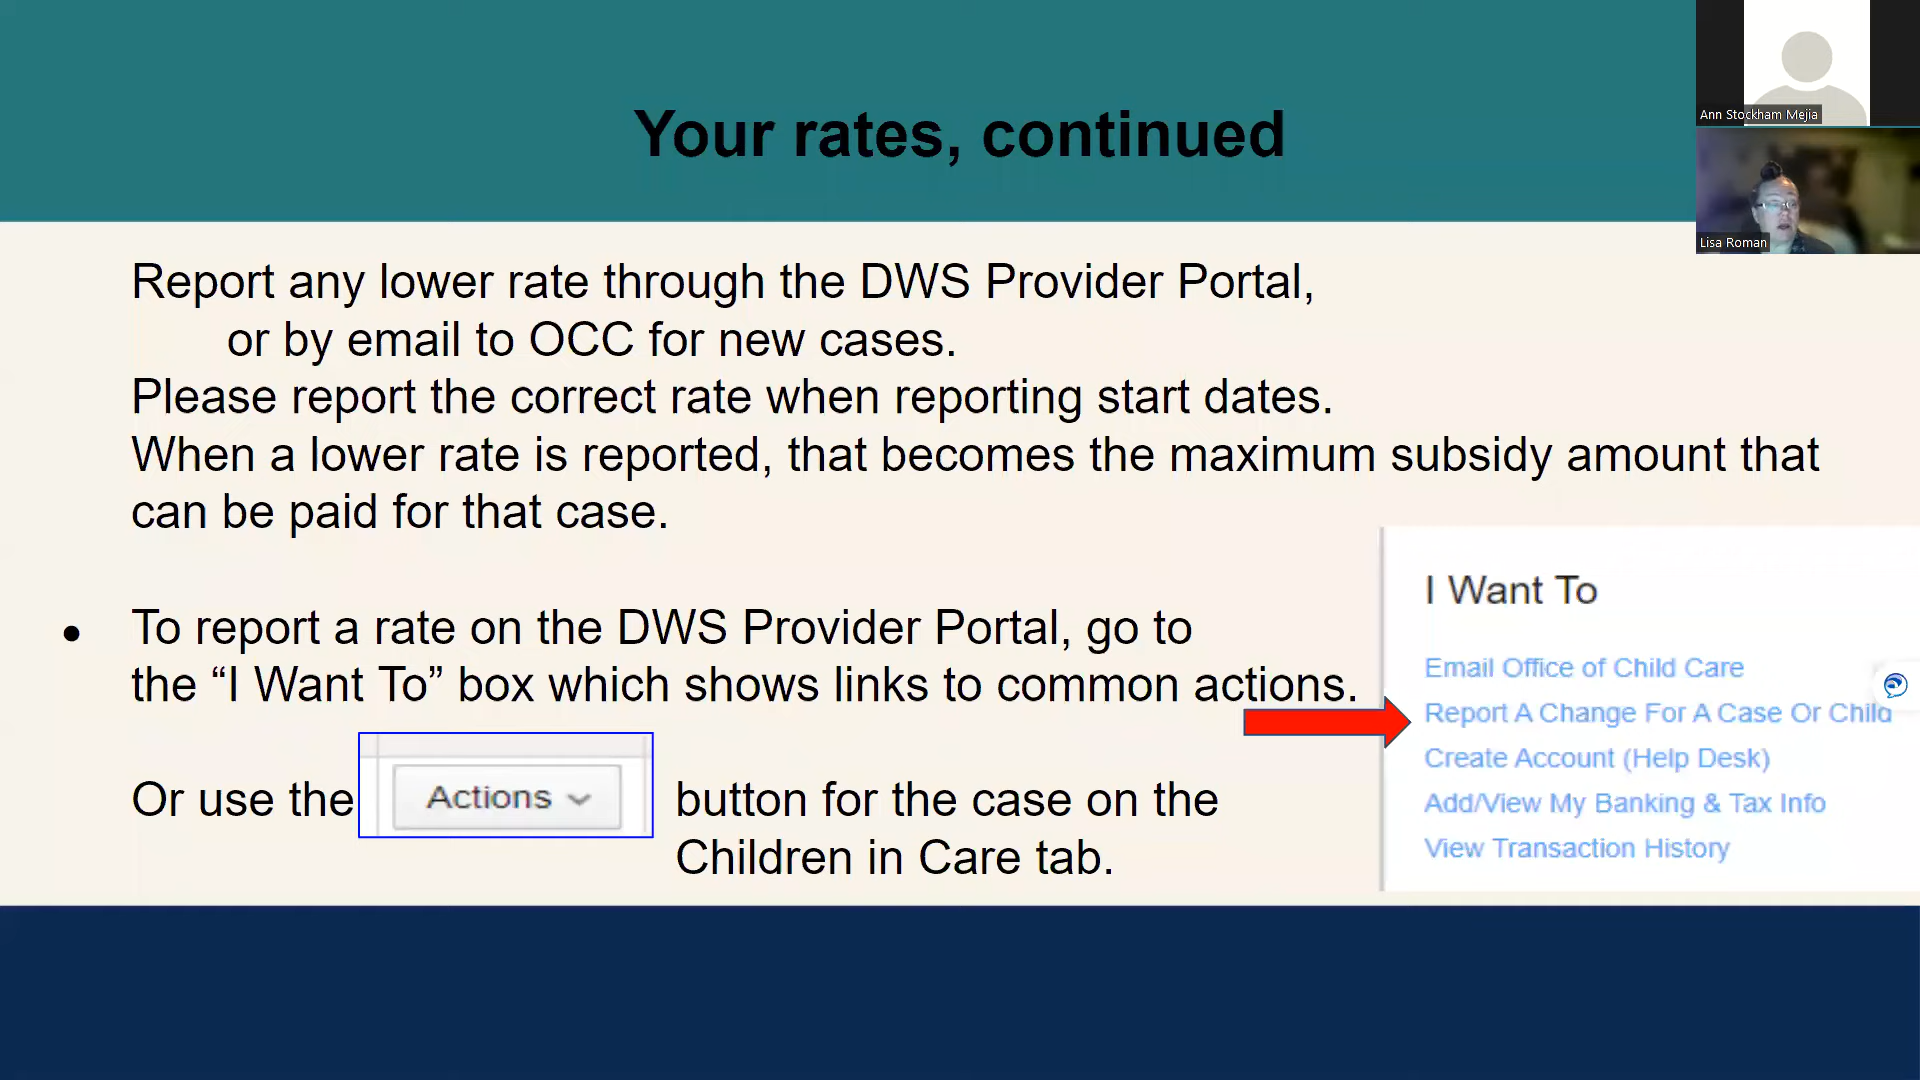 Your rates, continued
Ann Stockham Mejia
Lisa Roman
Report any lower rate through the DWS Provider Portal,
or by email to OCC for new cases.
Please report the correct rate when reporting start dates.
When a lower rate is reported, that becomes the maximum subsidy amount that
can be paid for that case.
• To report a rate on the DWS Provider Portal, go to
the “I Want To” box which shows links to common actions.
Or use the Actions button for the case on the
Children in Care tab.
I Want To
Email Office of Child Care
Report A Change For A Case Or Child
Create Account (Help Desk)
Add/View My Banking & Tax Info
View Transaction History